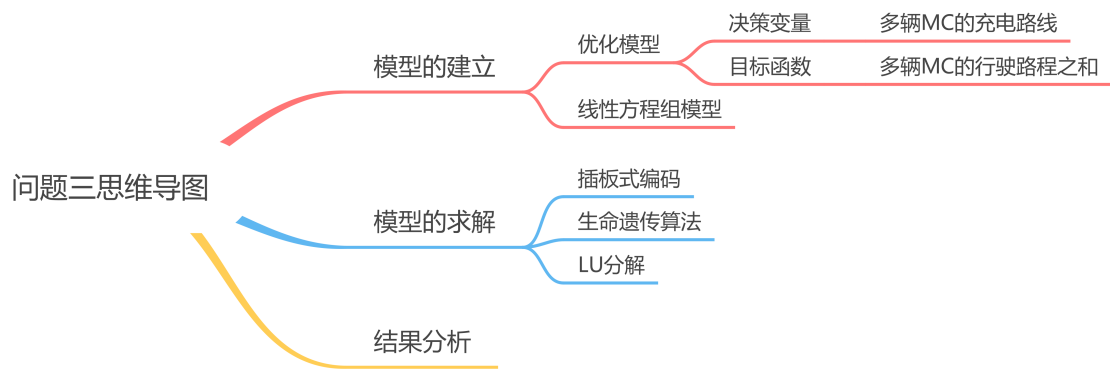 问题三思维导图
模型的建立
优化模型
决策变量
多辆MC的充电路线
目标函数
多辆MC的行驶路程之和
线性方程组模型
模型的求解
插板式编码
生命遗传算法
LU分解
结果分析